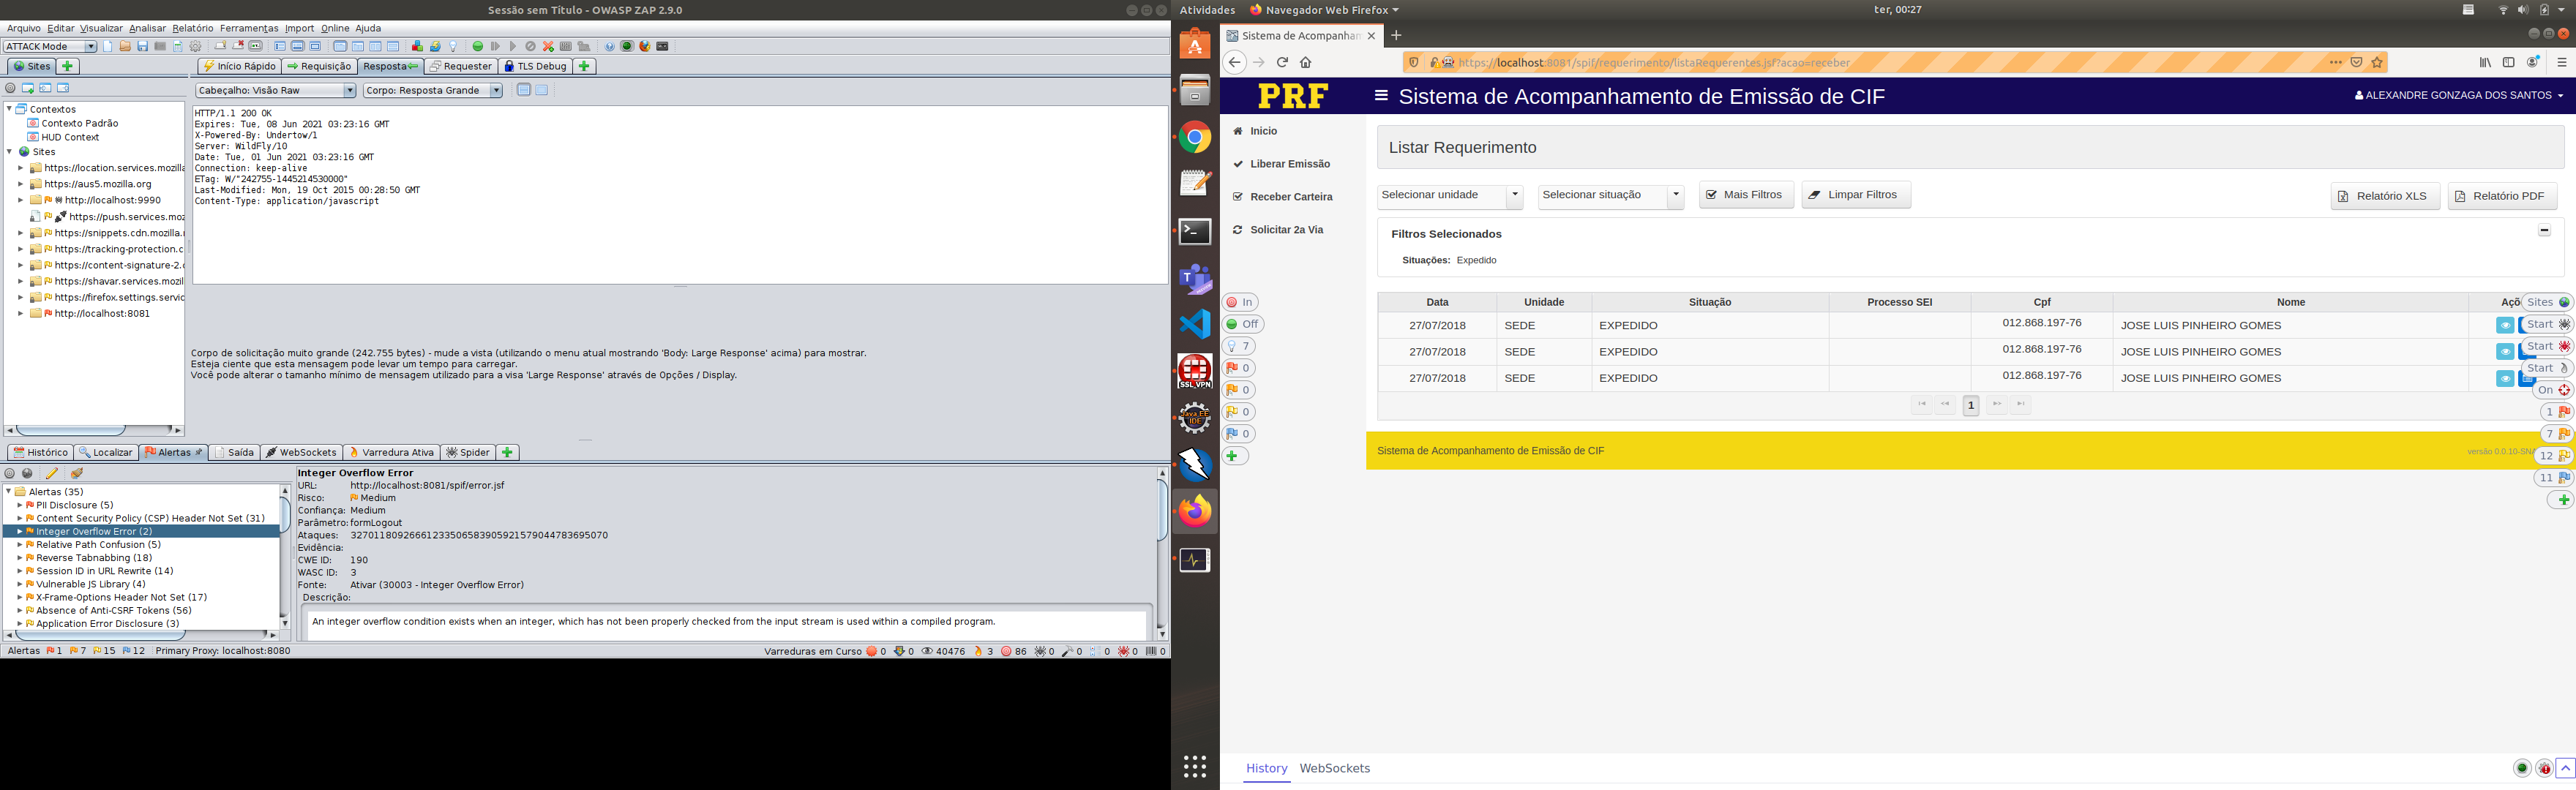 Sessão sem Título - OWASP ZAP 2.9.0
Arquivo Editar Visualizar Analisar Relatório Ferramentas Import Online Ajuda
ATTACK Mode
Sites
Início Rápido
Requisição
Resposta
Requester
TLS Debug
Cabeçalho: Visão Raw
Corpo: Resposta Grande
Contextos
Contexto Padrão
HUD Context
Sites
https://location.services.mozilla
https://aus5.mozilla.org
http://localhost:9990
https://push.services.moz
https://snippets.cdn.mozilla.
https://tracking-protection.c
https://content-signature-2.
https://shavar.services.mozil
https://firefox.settings.servic
http://localhost:8081
HTTP/1.1 200 OK
Expires: Tue, 08 Jun 2021 03:23:16 GMT
X-Powered-By: Undertow/1
Server: WildFly/10
Date: Tue, 01 Jun 2021 03:23:16 GMT
Connection: keep-alive
ETag: W/"242755-1445214530000"
Last-Modified: Mon, 19 Oct 2015 00:28:50 GMT
Content-Type: application/javascript
Corpo de solicitação muito grande (242.755 bytes) - mude a vista (utilizando o menu atual mostrando 'Body: Large Response' acima) para mostrar.
Esteja ciente que esta mensagem pode levar um tempo para carregar.
Você pode alterar o tamanho mínimo de mensagem utilizado para a visa 'Large Response' através de Opções / Display.
Histórico
Localizar
Alertas
Saída
WebSockets
Varredura Ativa
Spider
Alertas (35)
PII Disclosure (5)
Content Security Policy (CSP) Header Not Set (31)
Integer Overflow Error (2)
Relative Path Confusion (5)
Reverse Tabnabbing (18)
Session ID in URL Rewrite (14)
Vulnerable JS Library (4)
X-Frame-Options Header Not Set (17)
Absence of Anti-CSRF Tokens (56)
Application Error Disclosure (3)
Integer Overflow Error
URL: http://localhost:8081/spif/error.jsf
Risco: Medium
Confiança: Medium
Parâmetro: formLogout
Ataques: 327011809266612335065839059215790447836950​70
Evidência:
CWE ID: 190
WASC ID: 3
Fonte: Ativar (30003 - Integer Overflow Error)
Descrição:
An integer overflow condition exists when an integer, which has not been properly checked from the input stream is used within a compiled program.
Alertas 1 7 15 12 Primary Proxy: localhost:8080
Varreduras em Curso 0 0 40476 3 86 0 0 0 0 0
Atividades Navegador Web Firefox ter, 00:27
Sistema de Acompanham
https://localhost:8081/spif/requerimento/listaRequerentes.jsf?acao=receber
PRF
Sistema de Acompanhamento de Emissão de CIF
ALEXANDRE GONZAGA DOS SANTOS
Inicio
Liberar Emissão
Receber Carteira
Solicitar 2a Via
Listar Requerimento
Selecionar unidade
Selecionar situação
Mais Filtros
Limpar Filtros
Relatório XLS
Relatório PDF
Filtros Selecionados
Situações: Expedido
Data Unidade Situação Processo SEI Cpf Nome Açõ
27/07/2018 SEDE EXPEDIDO 012.868.197-76 JOSE LUIS PINHEIRO GOMES
27/07/2018 SEDE EXPEDIDO 012.868.197-76 JOSE LUIS PINHEIRO GOMES
27/07/2018 SEDE EXPEDIDO 012.868.197-76 JOSE LUIS PINHEIRO GOMES
1
Sistema de Acompanhamento de Emissão de CIF
versão 0.0.10-SNA
In
Off
7
0
0
0
0
Sites
Start
Start
Start
On
1
7
12
11
SSL VPN
Java EE
IDE
History WebSockets